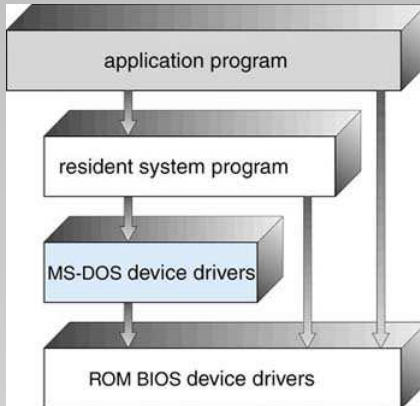 application program
resident system program
MS-DOS device drivers
ROM BIOS device drivers